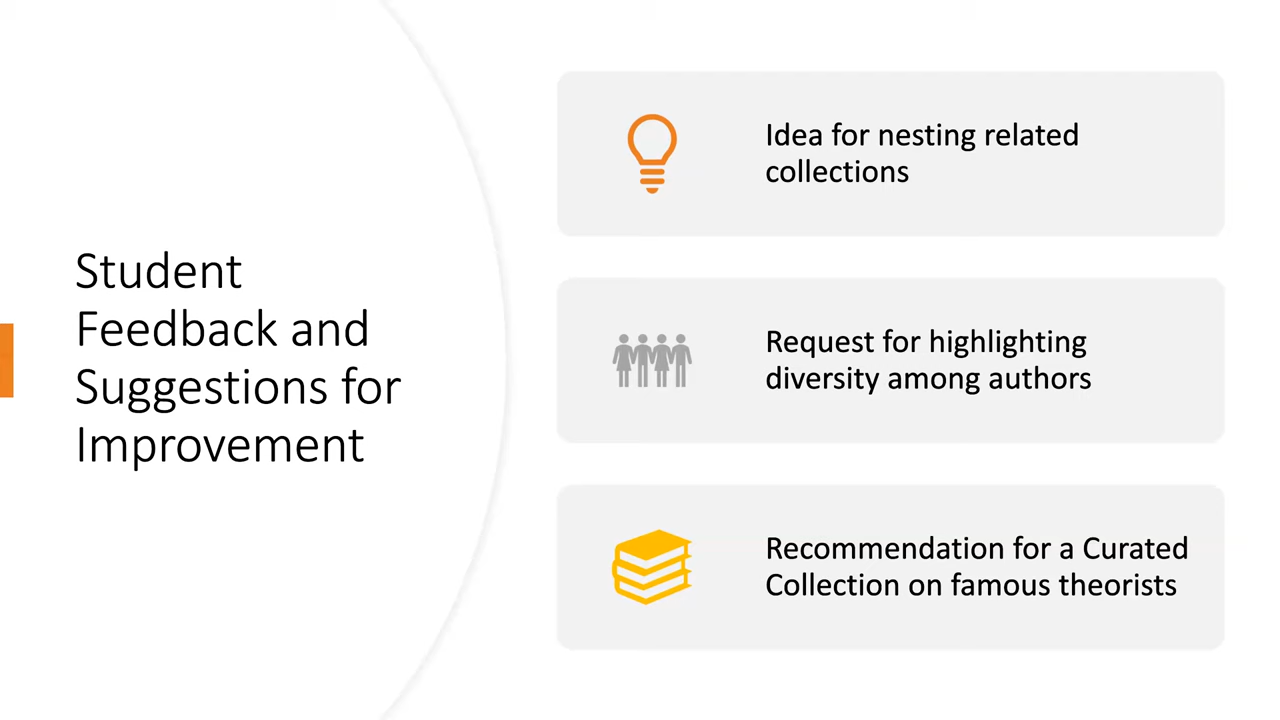 Student
Feedback and
Suggestions for
Improvement
Idea for nesting related
collections
Request for highlighting
diversity among authors
Recommendation for a Curated
Collection on famous theorists